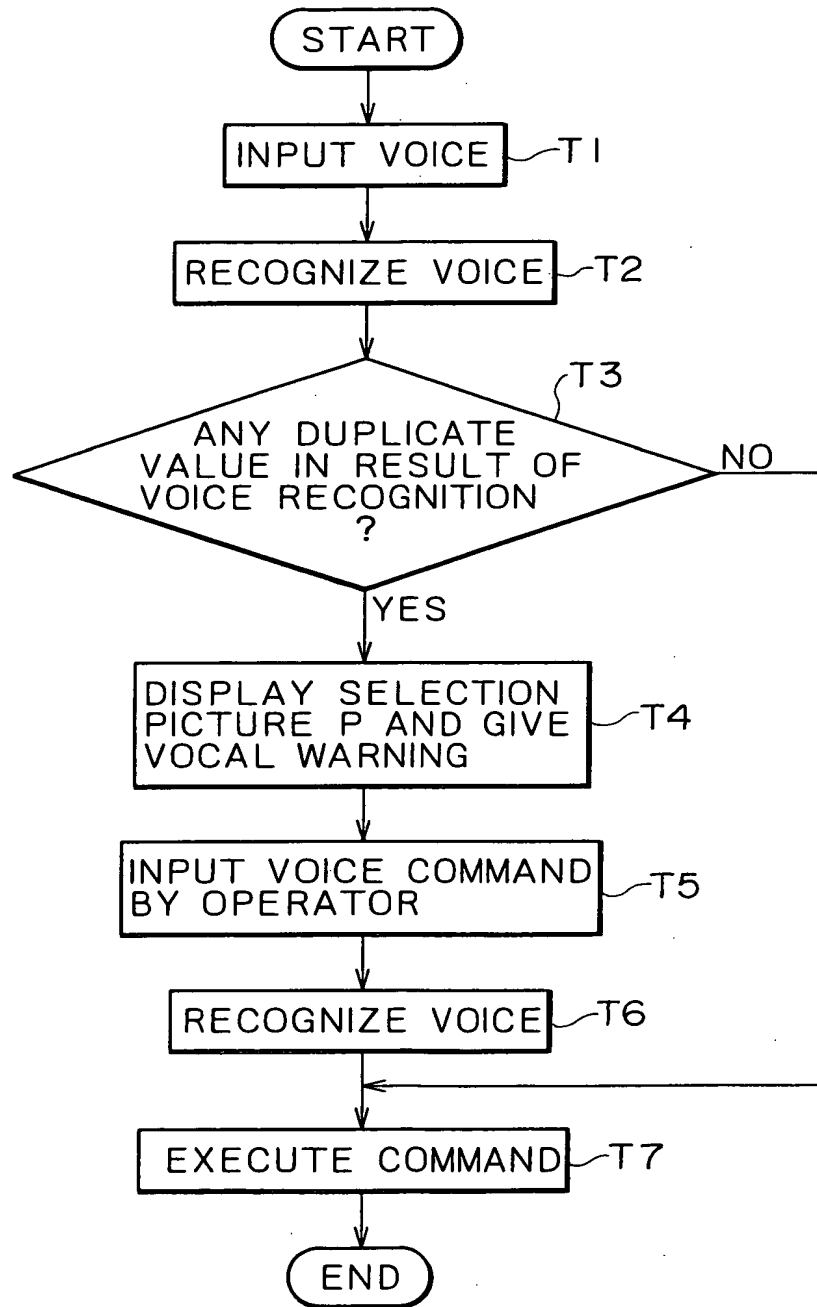 START
INPUT VOICE
T1
RECOGNIZE VOICE
T2
T3
ANY DUPLICATE
VALUE IN RESULT OF
VOICE RECOGNITION
?
NO
YES
DISPLAY SELECTION
PICTURE P AND GIVE
VOCAL WARNING
T4
INPUT VOICE COMMAND
BY OPERATOR
T5
RECOGNIZE VOICE
T6
EXECUTE COMMAND
T7
END